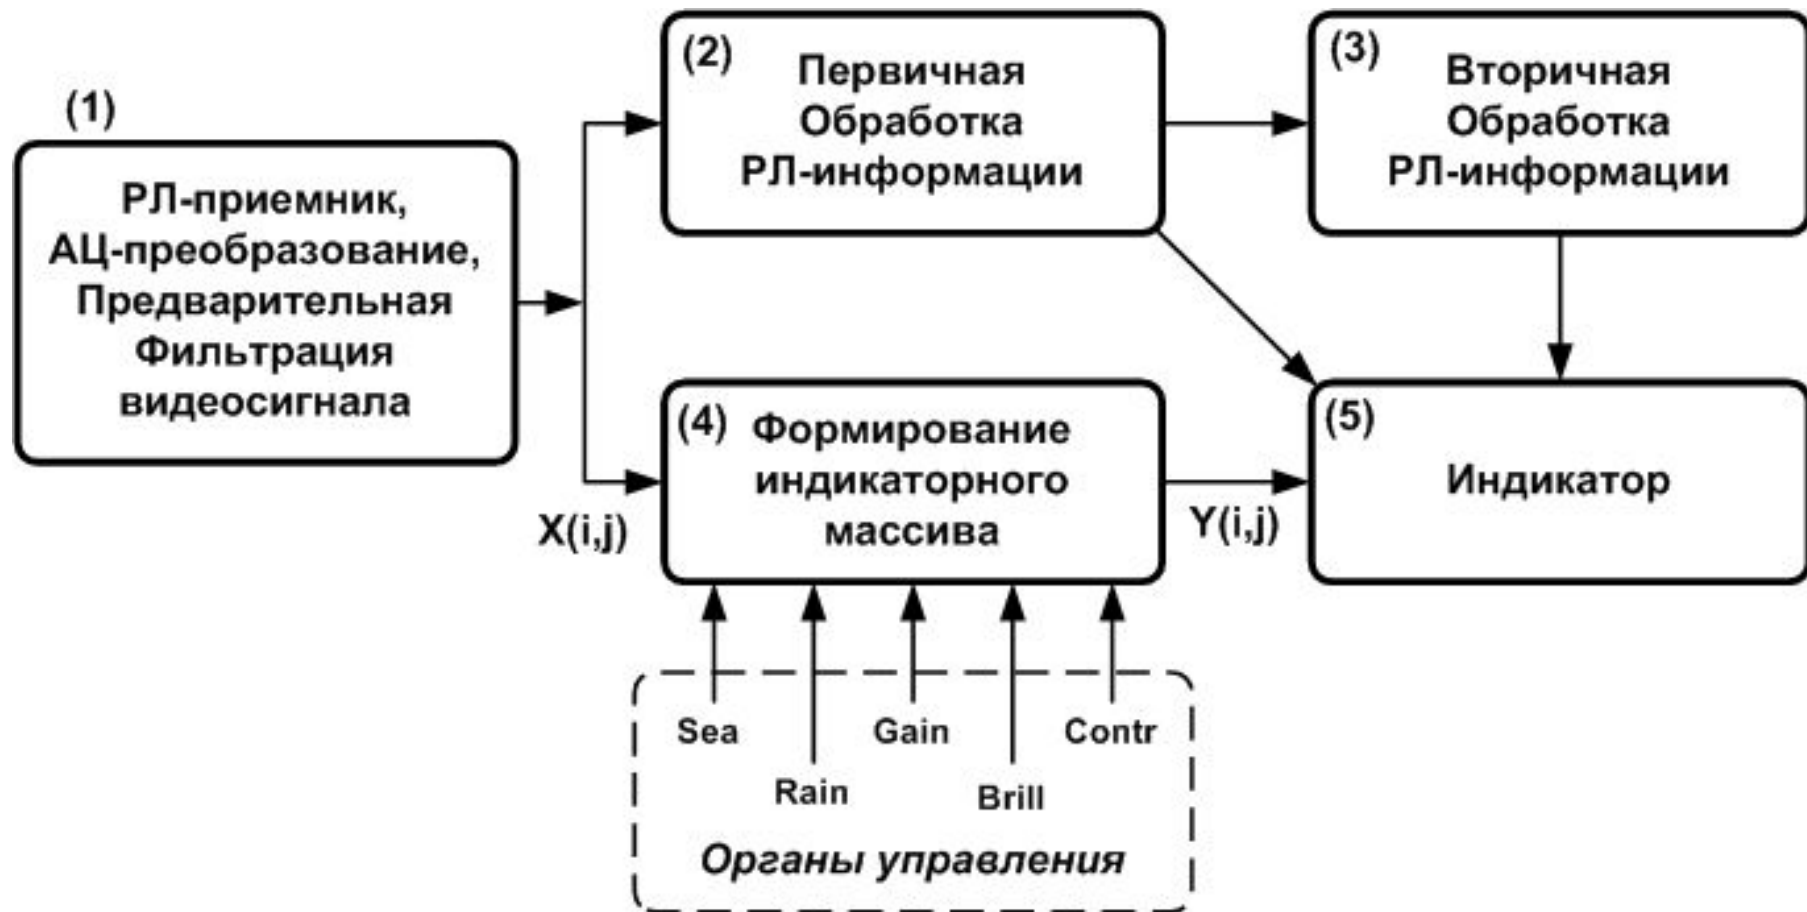 (1)
РЛ-приемник,
АЦ-преобразование,
Предварительная
Фильтрация
видеосигнала
(2)
Первичная
Обработка
РЛ-информации
(3)
Вторичная
Обработка
РЛ-информации
X(i,j)
(4)
Формирование
индикаторного
массива
Y(i,j)
(5)
Индикатор
Sea
Rain
Gain
Brill
Contr
Органы управления